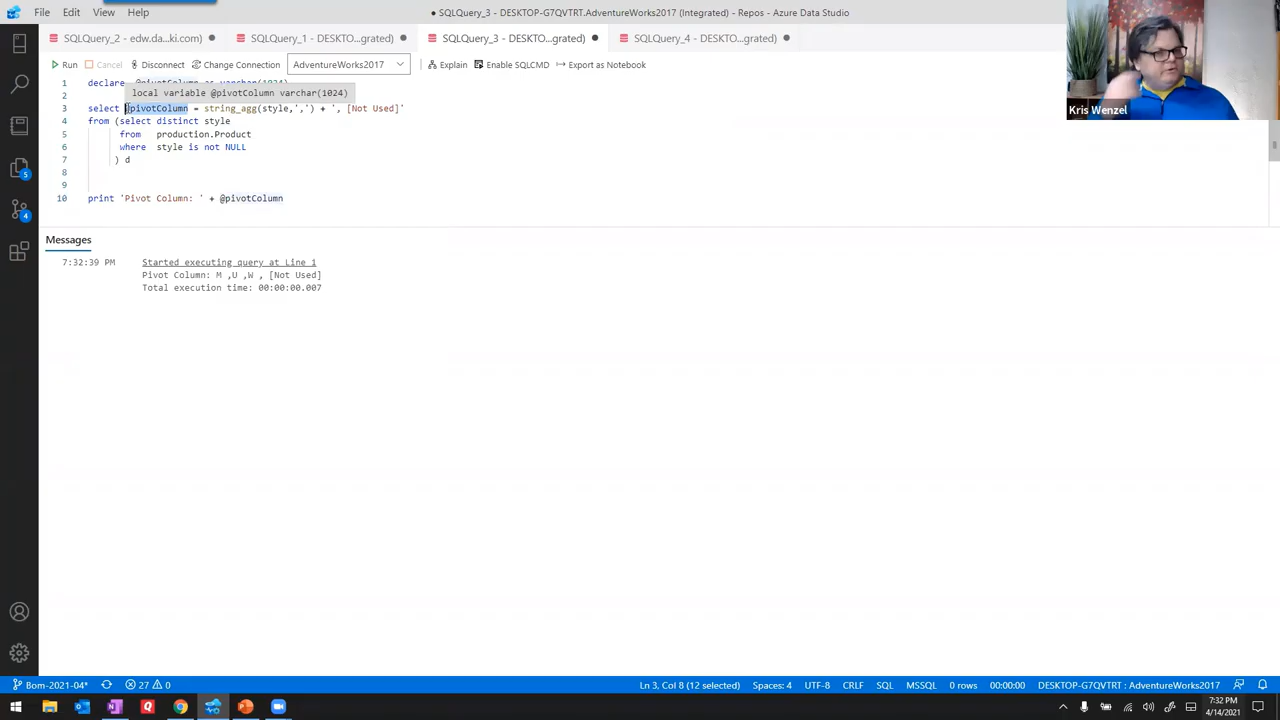 File Edit View Help
● SQLQuery_3 - DESKTOP-G7QVTRT.AdventureWorks2017 (Integrated) - Repos - Azure Data Studio
SQLQuery_2 - edw.da...ki.com) ●
SQLQuery_1 - DESKTO...grated) ●
SQLQuery_3 - DESKTO...grated) ●
SQLQuery_4 - DESKTO...grated) ●
Run Cancel Disconnect Change Connection AdventureWorks2017 Explain Enable SQLCMD Export as Notebook
1 declare @pivotColumn as varchar(1024)
local variable @pivotColumn varchar(1024)
2
3 select @pivotColumn = string_agg(style,',') + ', [Not Used]'
4 from (select distinct style
5 from production.Product
6 where style is not NULL
7 ) d
8
9
10 print 'Pivot Column: ' + @pivotColumn
Messages
7:32:39 PM Started executing query at Line 1
Pivot Column: M ,U ,W , [Not Used]
Total execution time: 00:00:00.007
Kris Wenzel
5
4
Bom-2021-04* 27 0 Ln 3, Col 8 (12 selected) Spaces: 4 UTF-8 CRLF SQL MSSQL 0 rows 00:00:00 DESKTOP-G7QVTRT : AdventureWorks2017
7:32 PM
4/14/2021